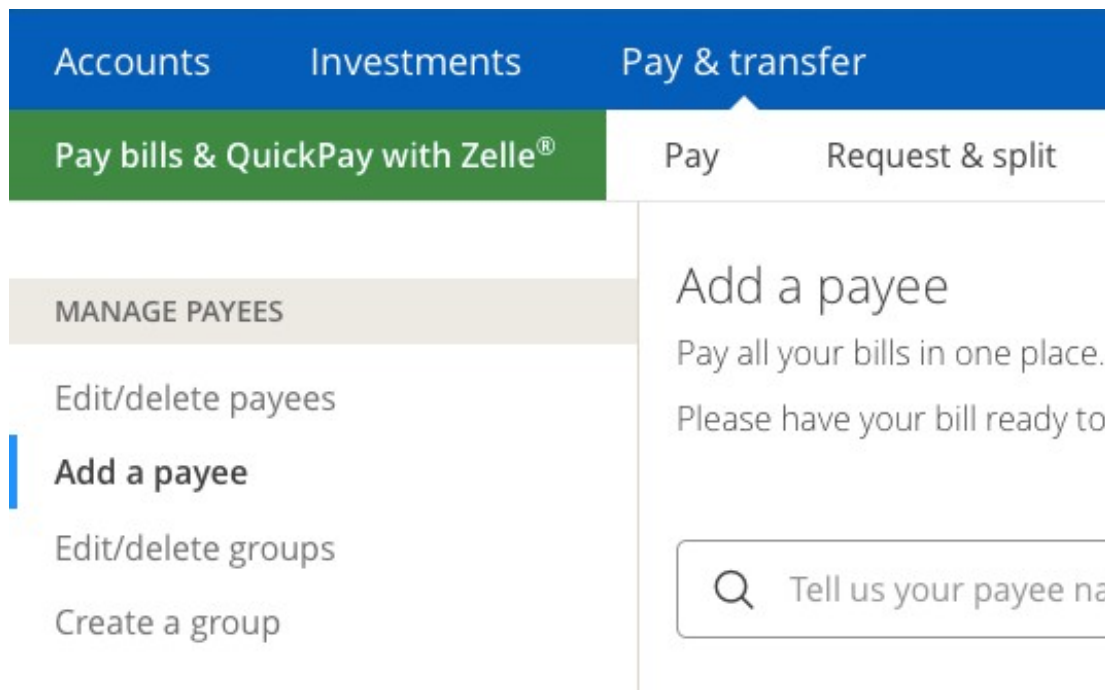 Accounts Investments Pay & transfer
Pay bills & QuickPay with Zelle® Pay Request & split
MANAGE PAYEES
Edit/delete payees
Add a payee
Edit/delete groups
Create a group
Add a payee
Pay all your bills in one place.
Please have your bill ready to
Tell us your payee